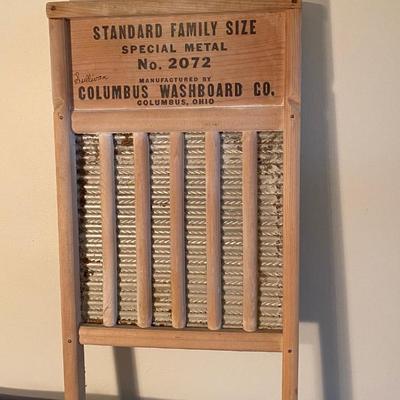 STANDARD FAMILY SIZE
SPECIAL METAL
No. 2072
Sullivan
MANUFACTURED BY
COLUMBUS WASHBOARD CO.
COLUMBUS, OHIO